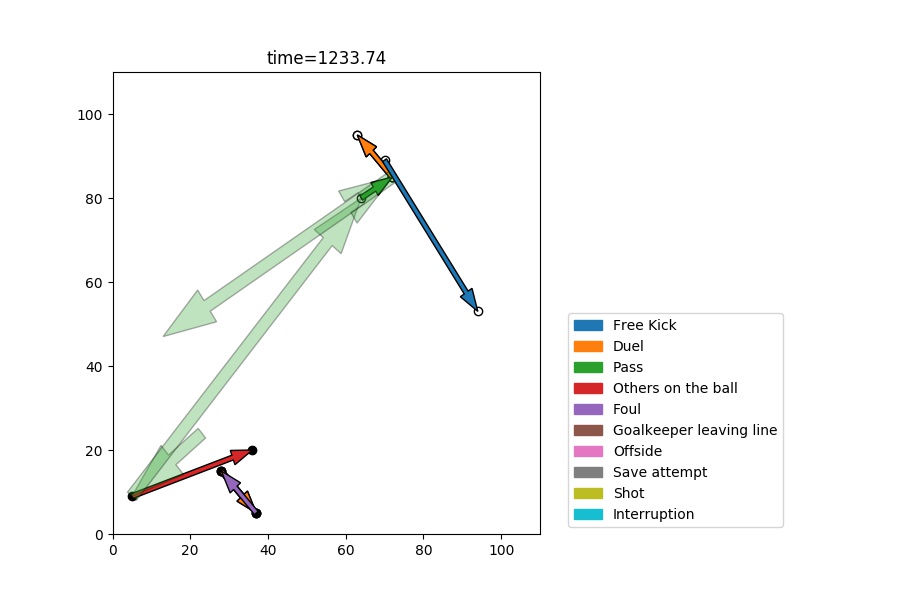 time=1233.74
100
80
60
40
20
0
0 20 40 60 80 100
Free Kick
Duel
Pass
Others on the ball
Foul
Goalkeeper leaving line
Offside
Save attempt
Shot
Interruption